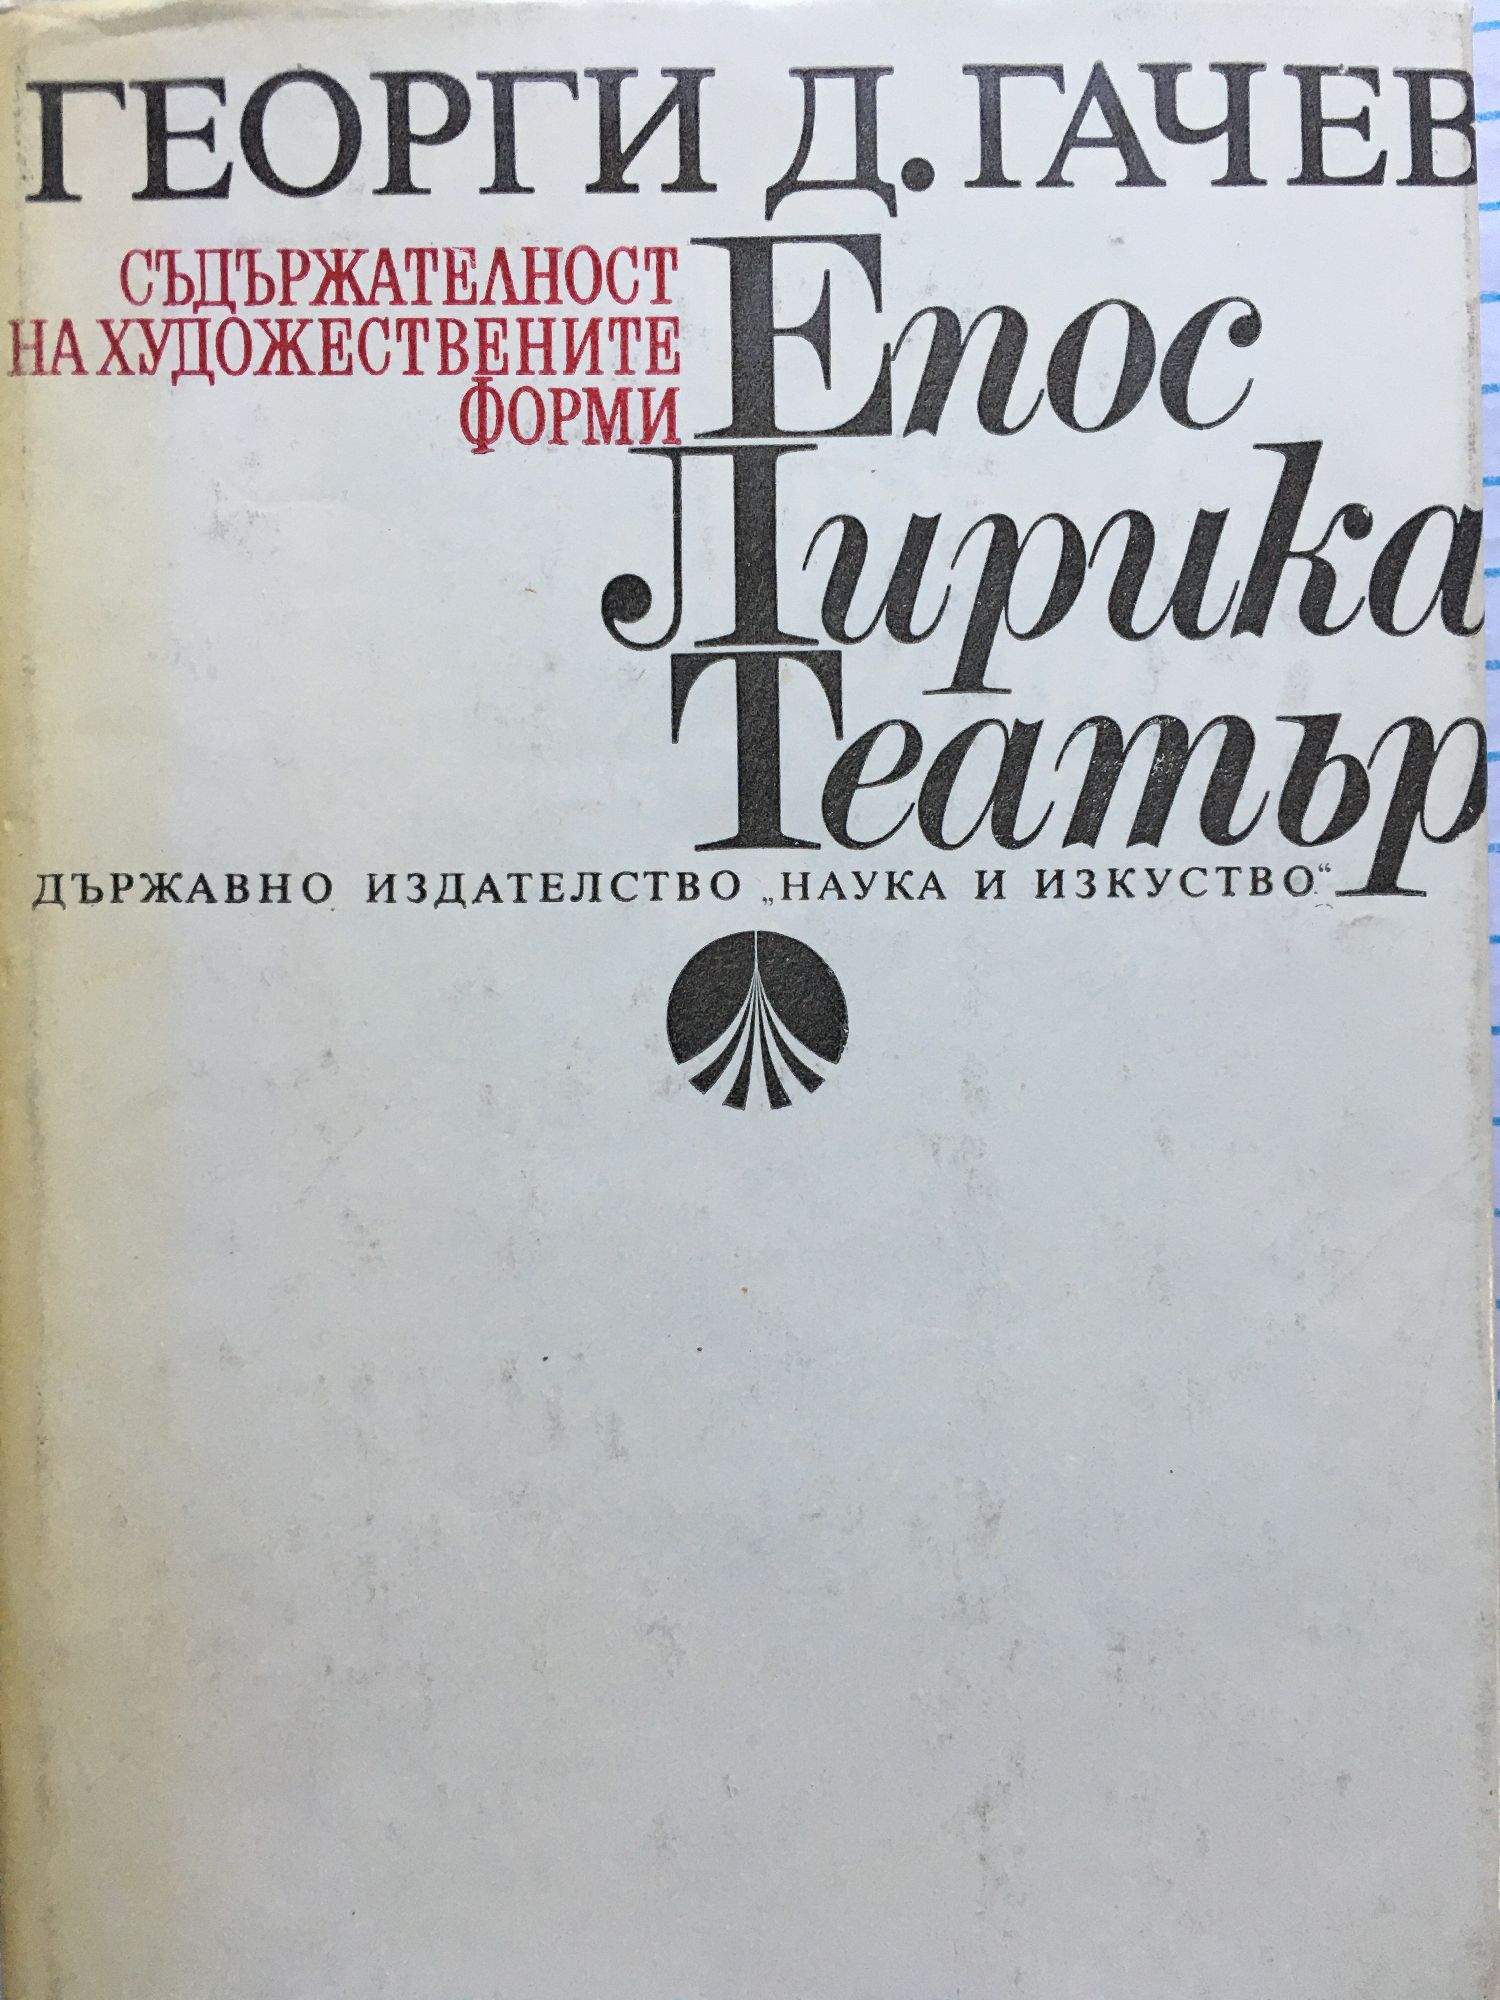 ГЕОРГИ Д. ГАЧЕВ
СЪДЪРЖАТЕЛНОСТ
НА ХУДОЖЕСТВЕНИТЕ
ФОРМИ
Епос
Лирика
Театър
ДЪРЖАВНО ИЗДАТЕЛСТВО „НАУКА И ИЗКУСТВО“